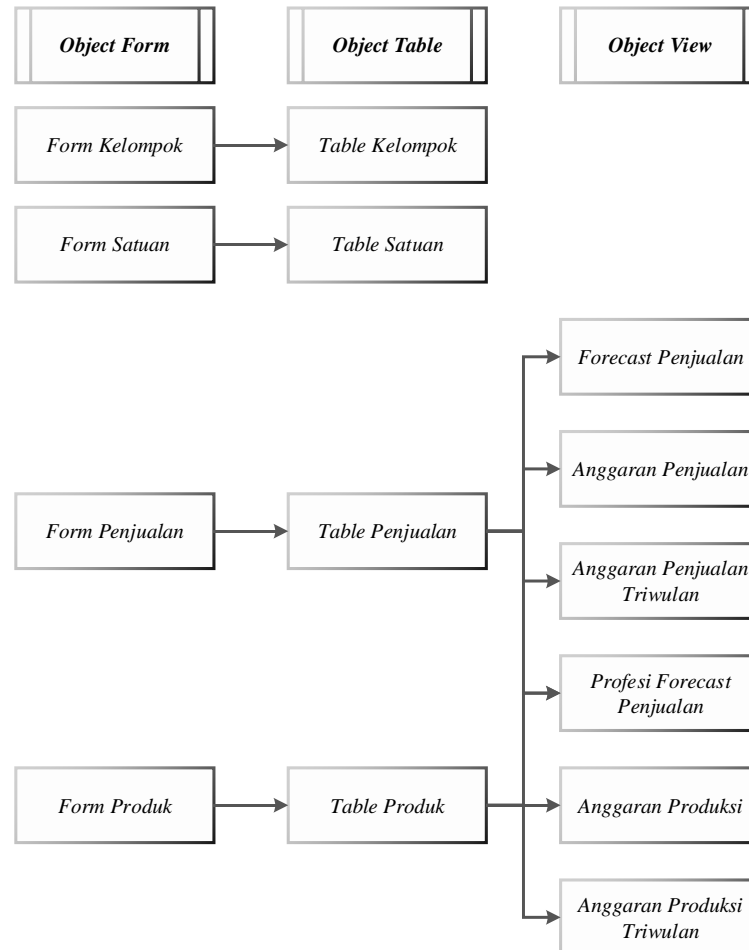 Object Form
Object Table
Object View
Form Kelompok
Table Kelompok
Form Satuan
Table Satuan
Forecast Penjualan
Anggaran Penjualan
Form Penjualan
Table Penjualan
Anggaran Penjualan
Triwulan
Profesi Forecast
Penjualan
Form Produk
Table Produk
Anggaran Produksi
Anggaran Produksi
Triwulan